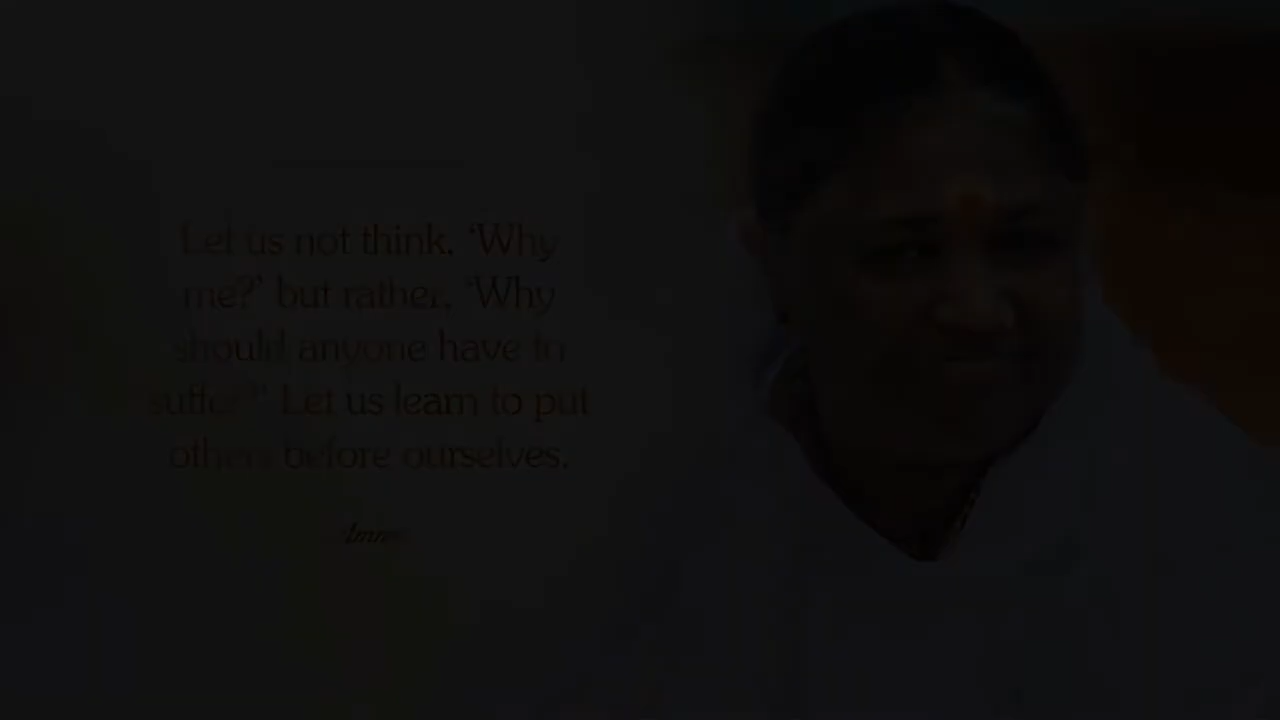 Let us not think, ‘Why
me?’ but rather, ‘Why
should anyone have to
suffer?’ Let us learn to put
others before ourselves.
Amma